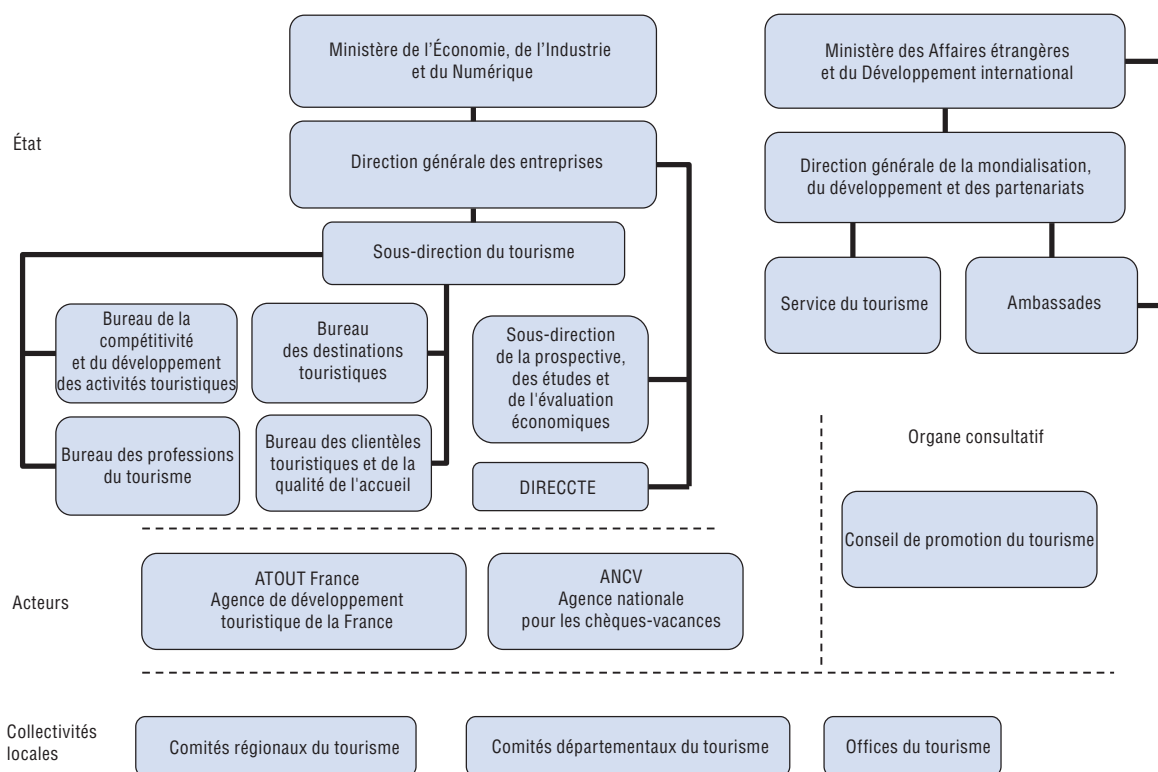 Ministère de l'Économie, de l'Industrie
et du Numérique
Ministère des Affaires étrangères
et du Développement international
État
Direction générale des entreprises
Direction générale de la mondialisation,
du développement et des partenariats
Sous-direction du tourisme
Service du tourisme
Ambassades
Bureau de la
compétitivité
et du développement
des activités touristiques
Bureau
des destinations
touristiques
Sous-direction
de la prospective,
des études et
de l'évaluation
économiques
Bureau des professions
du tourisme
Bureau des clientèles
touristiques et de la
qualité de l'accueil
DIRECCTE
Organe consultatif
Conseil de promotion du tourisme
Acteurs
ATOUT France
Agence de développement
touristique de la France
ANCV
Agence nationale
pour les chèques-vacances
Collectivités
locales
Comités régionaux du tourisme
Comités départementaux du tourisme
Offices du tourisme